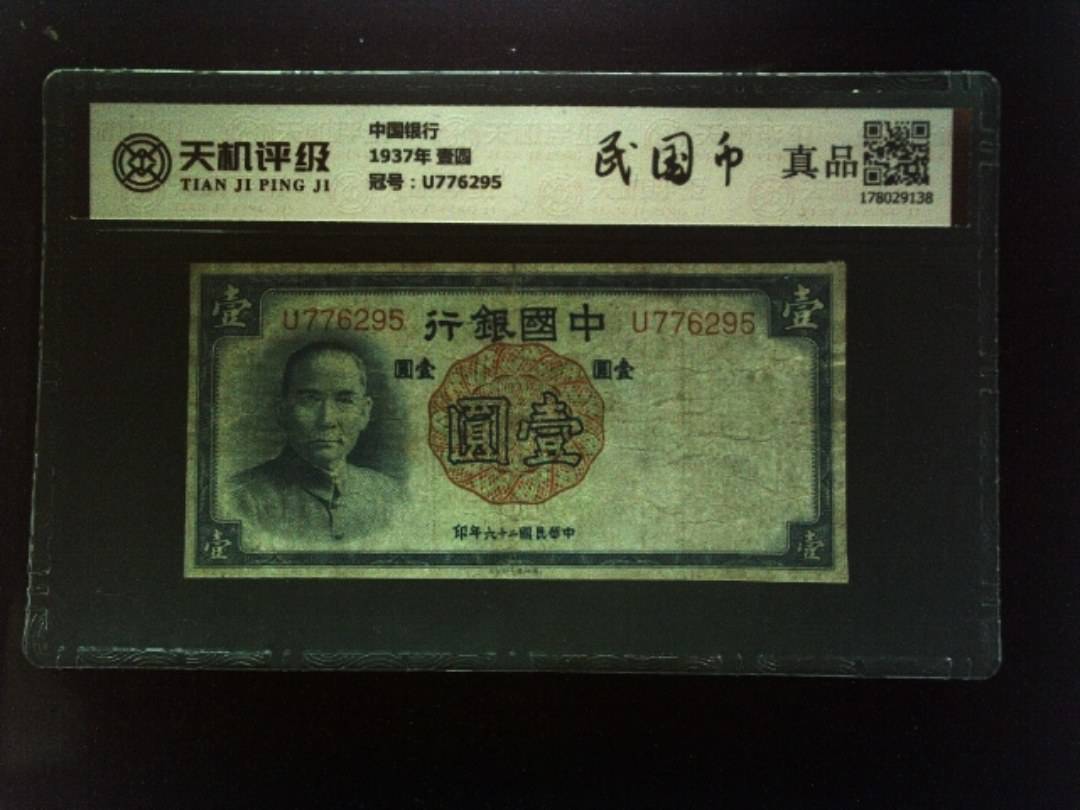 天机评级
TIAN JI PING JI
中国银行
1937年 壹圆
冠号：U776295
民国币
真品
178029138
壹
壹
U776295
行銀國中
U776295
圓壹
圓壹
圓壹
印年六十二國民華中
壹
壹